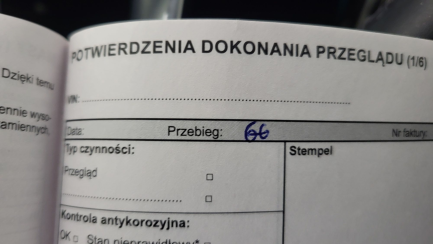 POTWIERDZENIA DOKONANIA PRZEGLĄDU (1/6)
Dzięki temu
VIN:
ennie wyso-
amiennych,
Data: Przebieg: 66 Nr faktury:
Typ czynności: Stempel
Przegląd
Kontrola antykorozyjna:
OK □ Stan nieprawidłowy* □